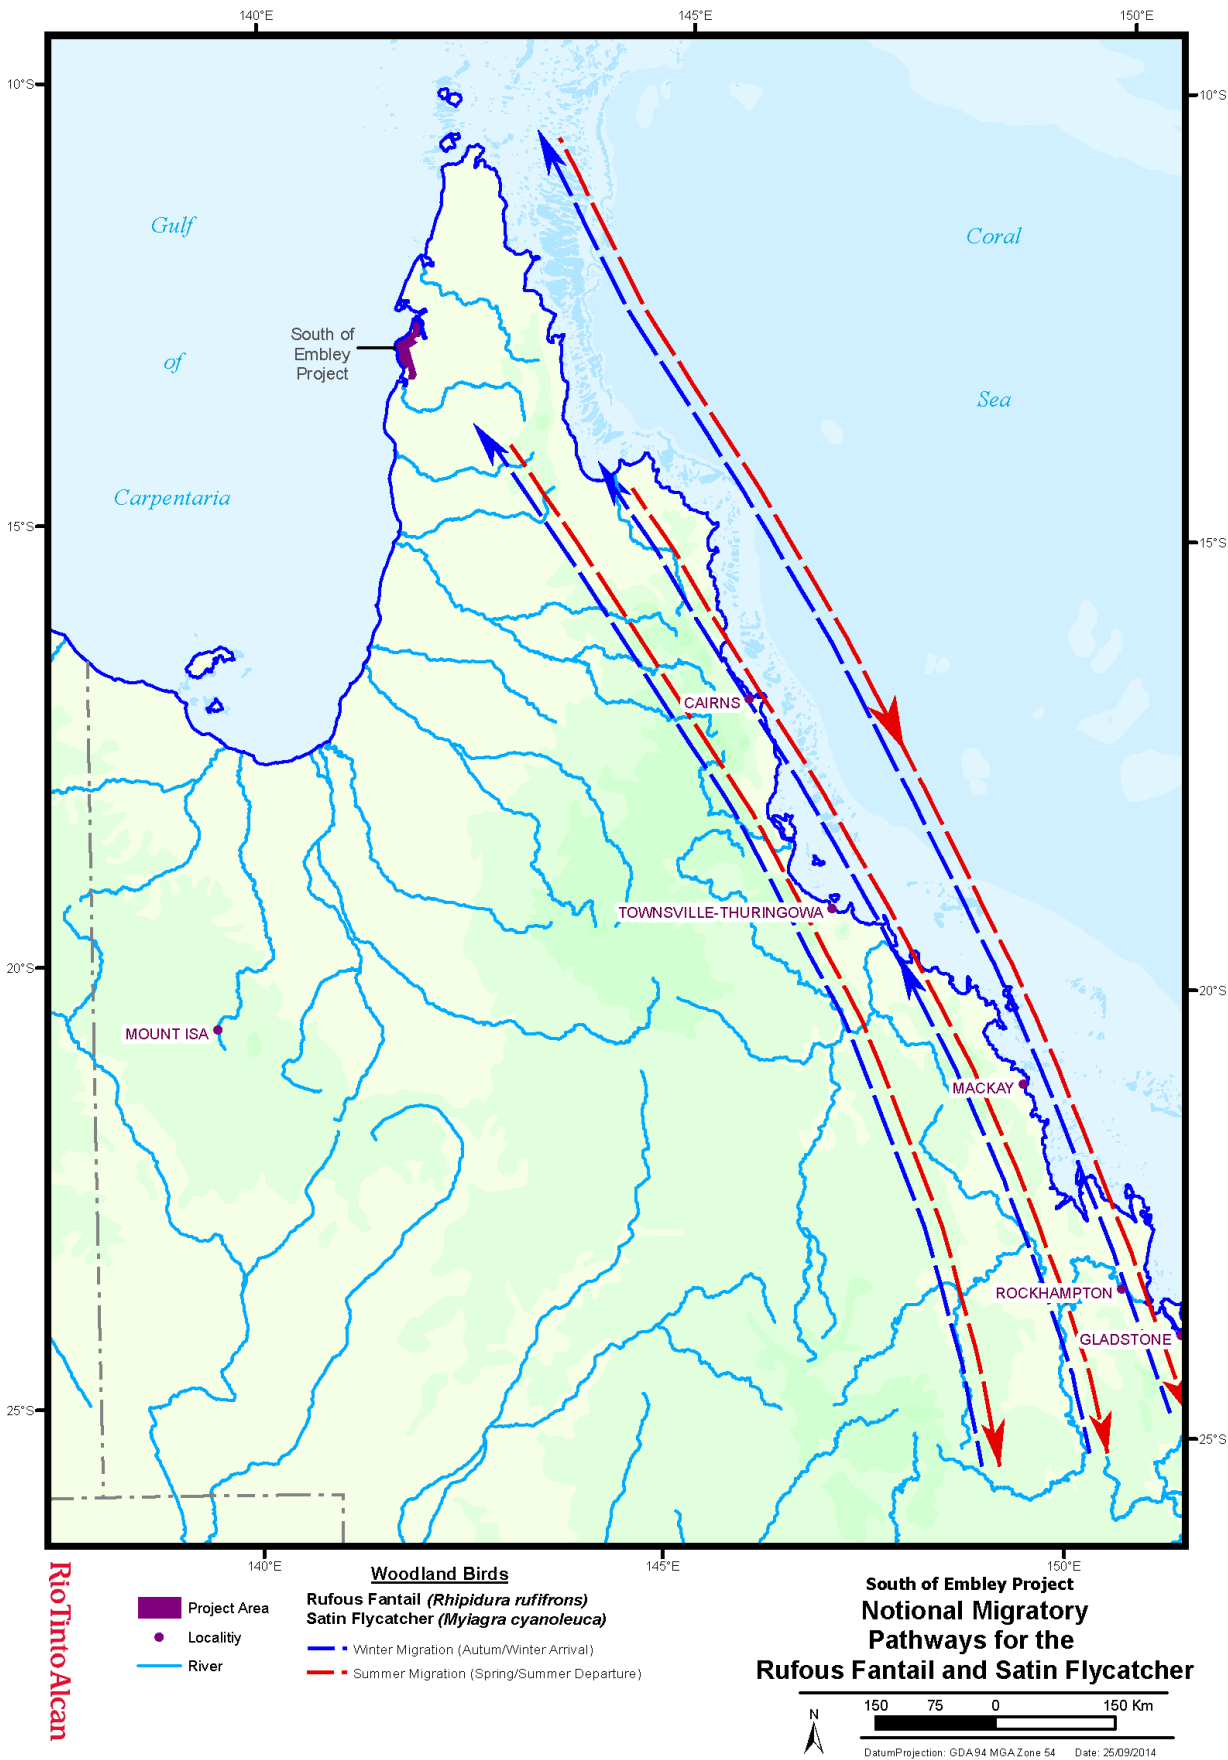 140°E
145°E
150°E
10°S
10°S
Gulf
Coral
South of
Embley
Project
of
Sea
Carpentaria
15°S
15°S
CAIRNS
TOWNSVILLE-THURINGOWA
20°S
20°S
MOUNT ISA
MACKAY
ROCKHAMPTON
GLADSTONE
25°S
25°S
140°E
145°E
150°E
RioTintoAlcan
Woodland Birds
Rufous Fantail (Rhipidura rufifrons)
Satin Flycatcher (Myiagra cyanoleuca)
Project Area
Localitiy
River
Winter Migration (Autum/Winter Arrival)
Summer Migration (Spring/Summer Departure)
South of Embley Project
Notional Migratory
Pathways for the
Rufous Fantail and Satin Flycatcher
150 75 0 150 Km
N
DatumProjection: GDA94 MGAZone 54 Date: 25/09/2014